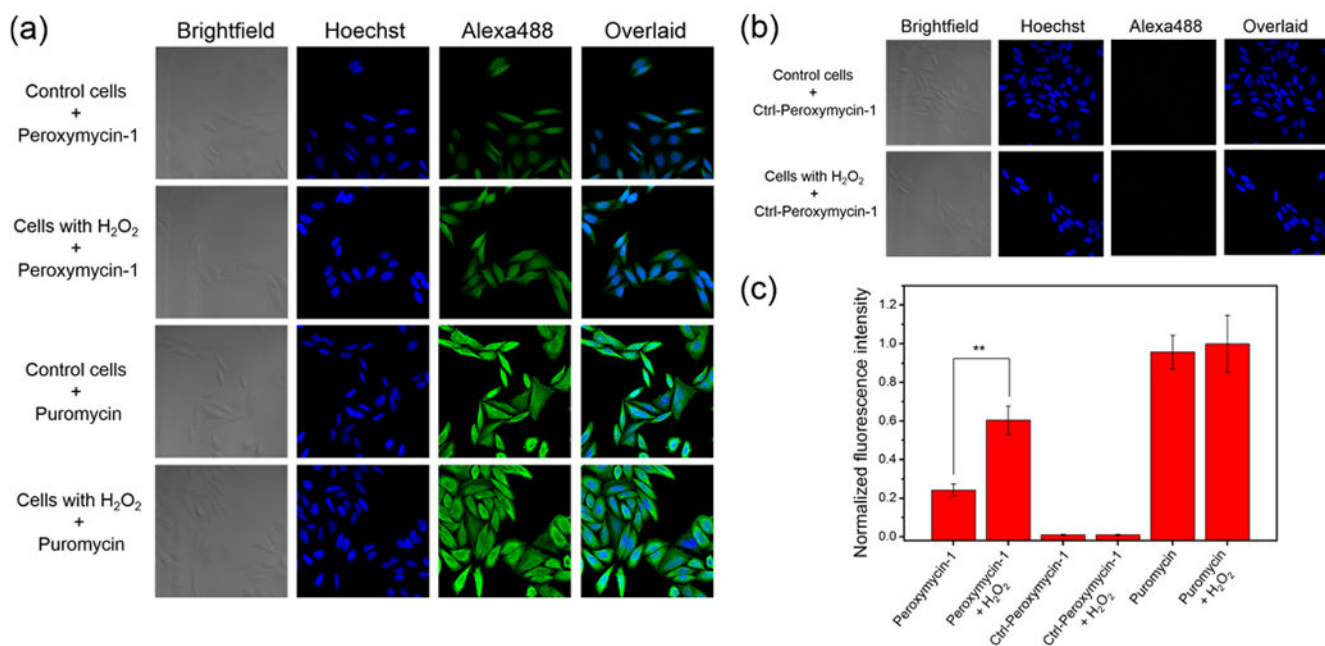 (a)
Brightfield Hoechst Alexa488 Overlaid
Control cells
+
Peroxymycin-1
Cells with H₂O₂
+
Peroxymycin-1
Control cells
+
Puromycin
Cells with H₂O₂
+
Puromycin
(b)
Brightfield Hoechst Alexa488 Overlaid
Control cells
+
Ctrl-Peroxymycin-1
Cells with H₂O₂
+
Ctrl-Peroxymycin-1
(c)
Normalized fluorescence intensity
1.2
1.0
0.8
0.6
0.4
0.2
0.0
**
Peroxymycin-1
Peroxymycin-1
+ H₂O₂
Ctrl-Peroxymycin-1
Ctrl-Peroxymycin-1
+ H₂O₂
Puromycin
Puromycin
+ H₂O₂